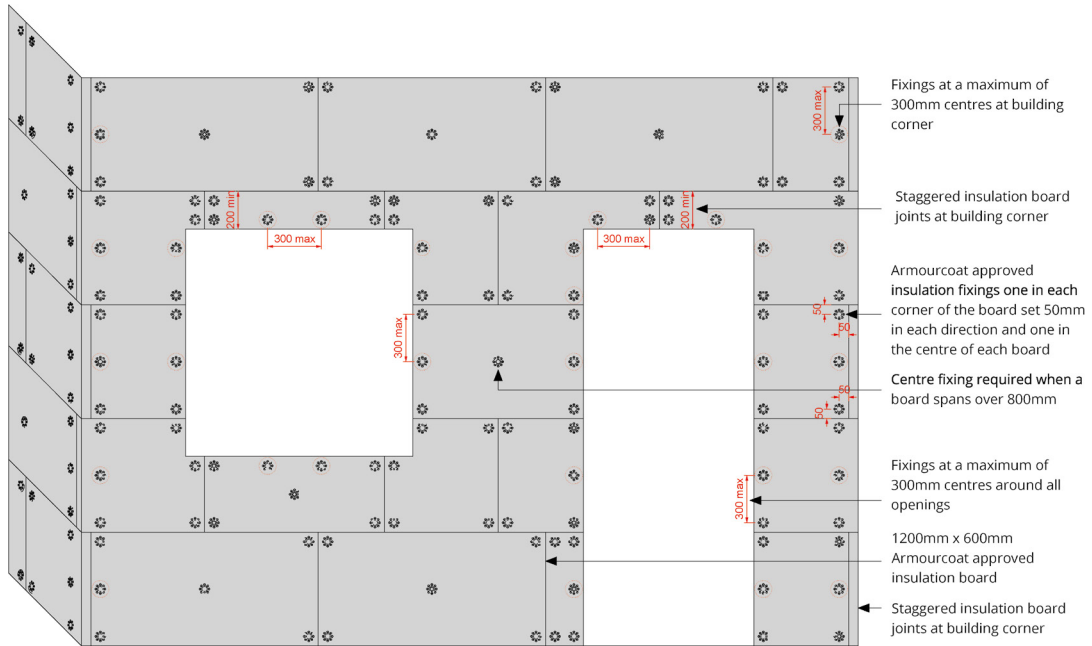 Fixings at a maximum of
300mm centres at building
corner
300 max
Staggered insulation board
joints at building corner
200 min
200 min
300 max
300 max
Armourcoat approved
insulation fixings one in each
corner of the board set 50mm
in each direction and one in
the centre of each board
50
50
300 max
Centre fixing required when a
board spans over 800mm
50
50
Fixings at a maximum of
300mm centres around all
openings
300 max
1200mm x 600mm
Armourcoat approved
insulation board
Staggered insulation board
joints at building corner